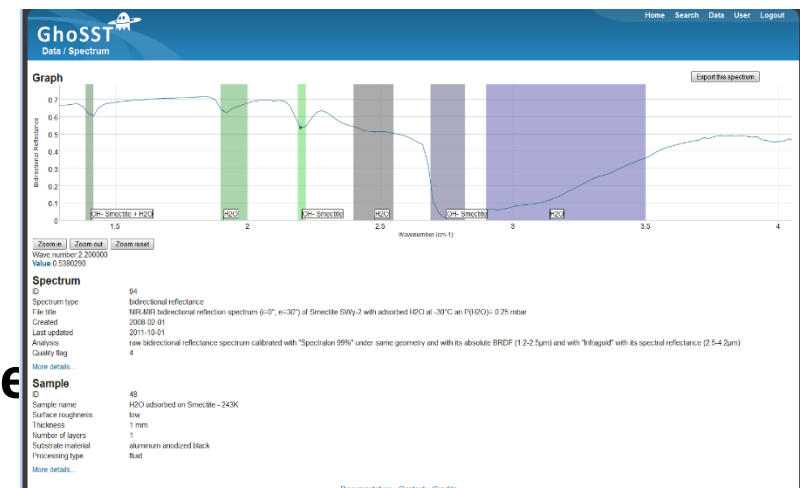 GhoSST
Data / Spectrum
Home Search Data User Logout
Graph
Export this spectrum
0.7
0.6
0.5
0.4
0.3
0.2
0.1
0
Bidirectional Reflectance
OH- Smectite + H2O
H2O
OH- Smectite
H2O
OH- Smectite
H2O
1.5 2 2.5 3 3.5 4
Wavenumber (cm-1)
Zoom in Zoom out Zoom reset
Wave number:2.200000
Value:0.5380290
Spectrum
ID 94
Spectrum type bidirectional reflectance
File title NIR-MIR bidirectional reflection spectrum (i=0°, e=30°) of Smectite SWy-2 with adsorbed H2O at -30°C an P(H2O)= 0.25 mbar
Created 2008-02-01
Last updated 2011-10-01
Analysis raw bidirectional reflectance spectrum calibrated with "Spectralon 99%" under same geometry and with its absolute BRDF (1.2-2.5µm) and with "Infragold" with its spectral reflectance (2.5-4.2µm)
Quality flag 4
More details...
e
Sample
ID 48
Sample name H2O adsorbed on Smectite - 243K
Surface roughness low
Thickness 1 mm
Number of layers 1
Substrate material aluminum anodized black
Processing type fluid
More details...